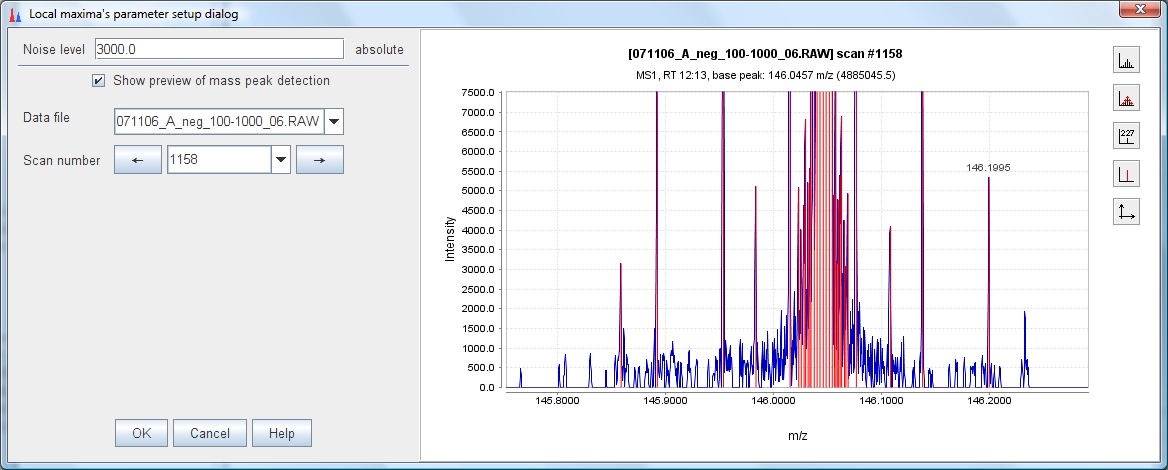 Local maxima's parameter setup dialog
Noise level 3000.0 absolute
Show preview of mass peak detection
Data file 071106_A_neg_100-1000_06.RAW
Scan number ← 1158 →
OK Cancel Help
[071106_A_neg_100-1000_06.RAW] scan #1158
MS1, RT 12:13, base peak: 146.0457 m/z (4885045.5)
7500.0
7000.0
6500.0
6000.0
5500.0
5000.0
4500.0
4000.0
3500.0
3000.0
2500.0
2000.0
1500.0
1000.0
500.0
0.0
Intensity
146.1995
145.8000 145.9000 146.0000 146.1000 146.2000
m/z
227